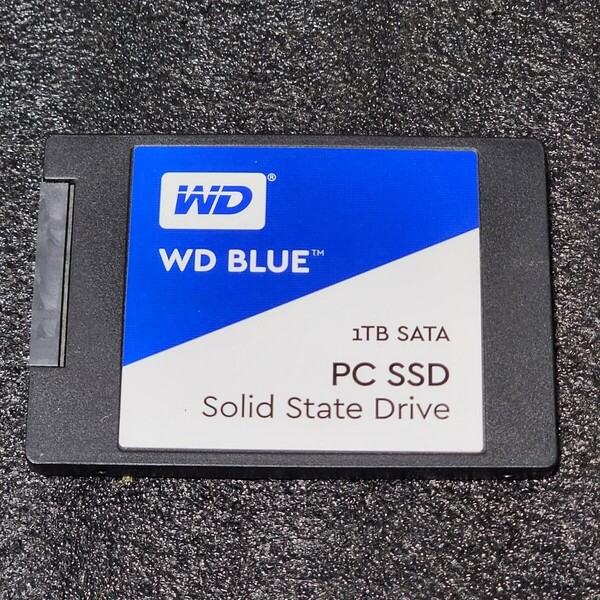 WD®
WD BLUE™
1TB SATA
PC SSD
Solid State Drive